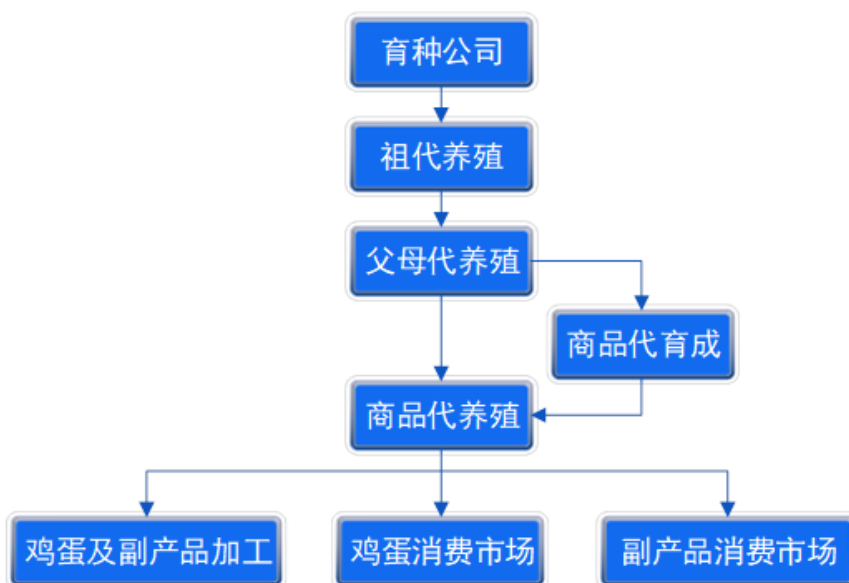 育种公司
祖代养殖
父母代养殖
商品代育成
商品代养殖
鸡蛋及副产品加工
鸡蛋消费市场
副产品消费市场